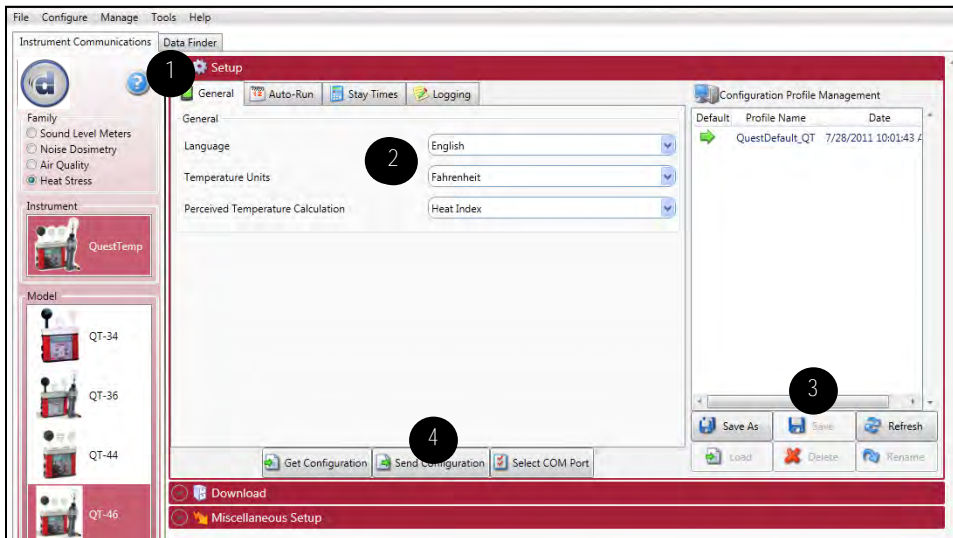 File Configure Manage Tools Help
Instrument Communications Data Finder
1
Setup
General Auto-Run Stay Times Logging
Family
Sound Level Meters
Noise Dosimetry
Air Quality
Heat Stress
Instrument
QuestTemp
Model
QT-34
QT-36
QT-44
QT-46
General
Language English
2
Temperature Units Fahrenheit
Perceived Temperature Calculation Heat Index
4
Get Configuration Send Configuration Select COM Port
Download
Miscellaneous Setup
Configuration Profile Management
Default Profile Name Date
QuestDefault_QT 7/28/2011 10:01:43 A
3
Save As Save Refresh
Load Delete Rename